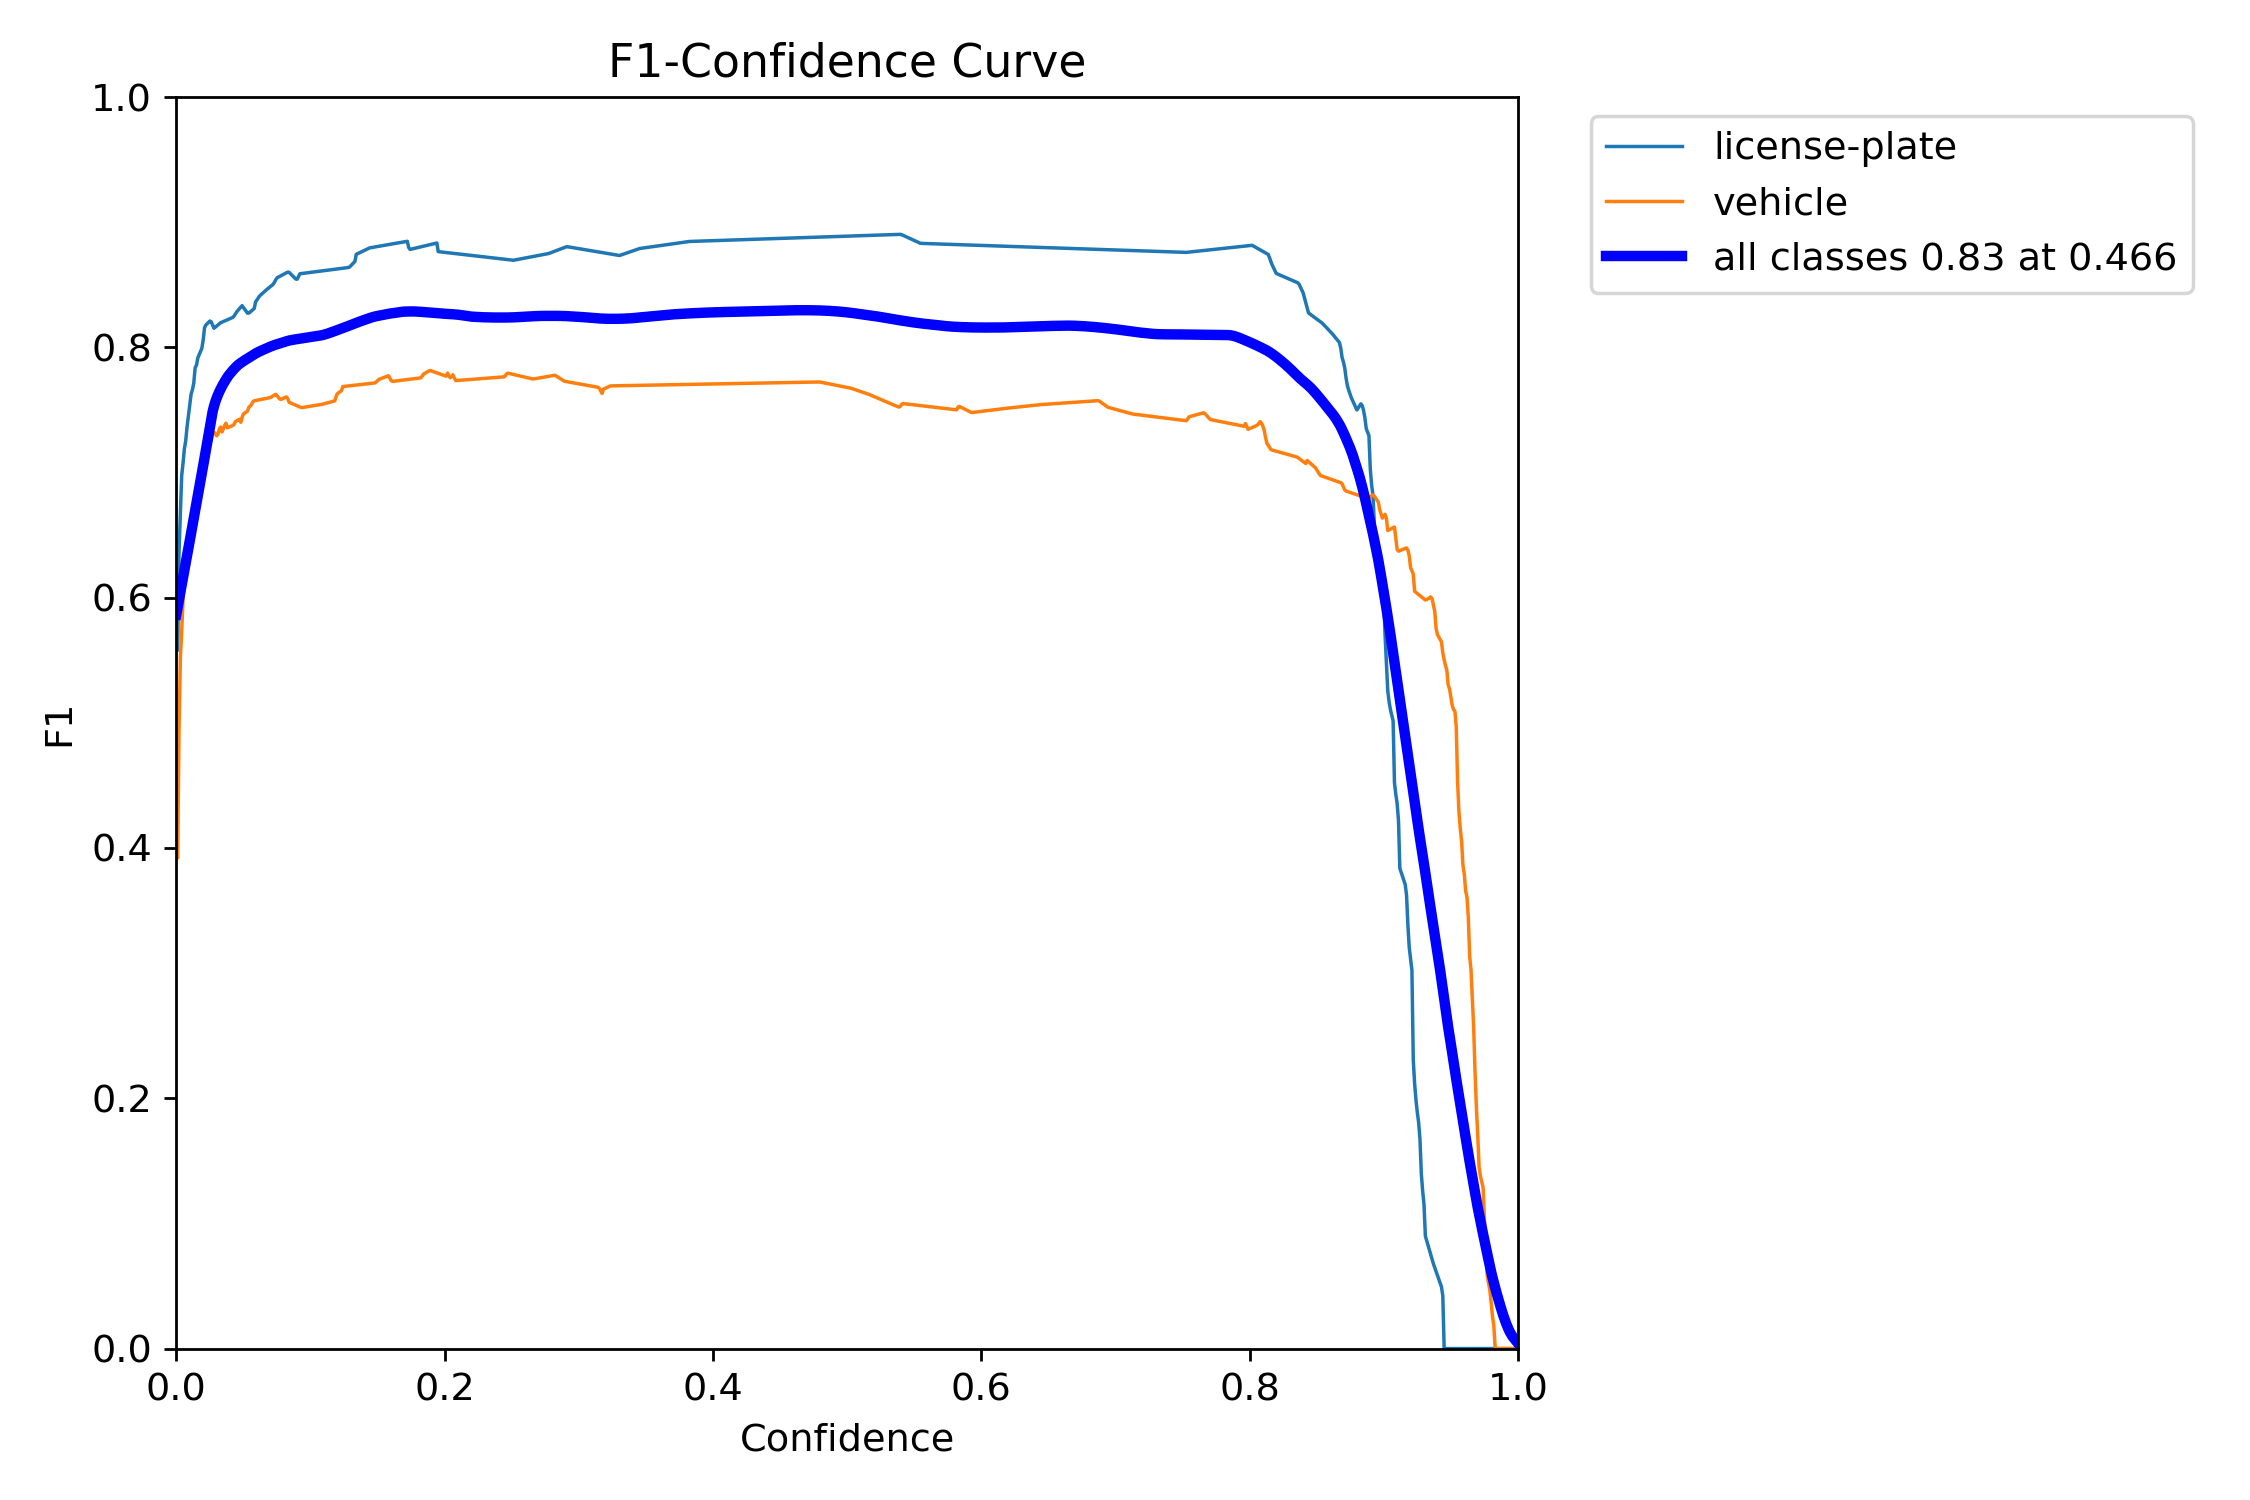 F1-Confidence Curve
1.0
0.8
0.6
0.4
0.2
0.0
F1
0.0 0.2 0.4 0.6 0.8 1.0
Confidence
license-plate
vehicle
all classes 0.83 at 0.466